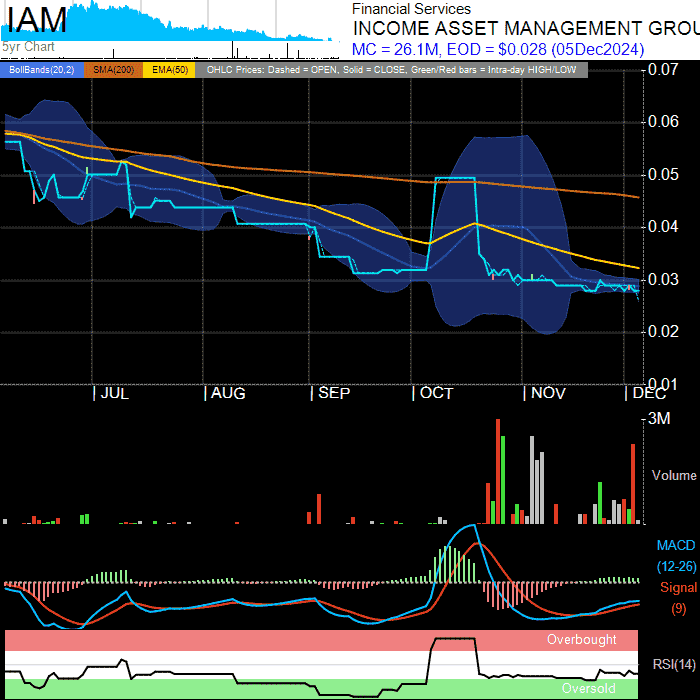 IAM
5yr Chart
Financial Services
INCOME ASSET MANAGEMENT GROU
MC = 26.1M, EOD = $0.028 (05Dec2024)
BollBands(20,2) SMA(200) EMA(50) OHLC Prices: Dashed = OPEN, Solid = CLOSE, Green/Red bars = Intra-day HIGH/LOW
0.07
0.06
0.05
0.04
0.03
0.02
0.01
JUL AUG SEP OCT NOV DEC
3M
Volume
MACD
(12-26)
Signal
(9)
Overbought
RSI(14)
Oversold